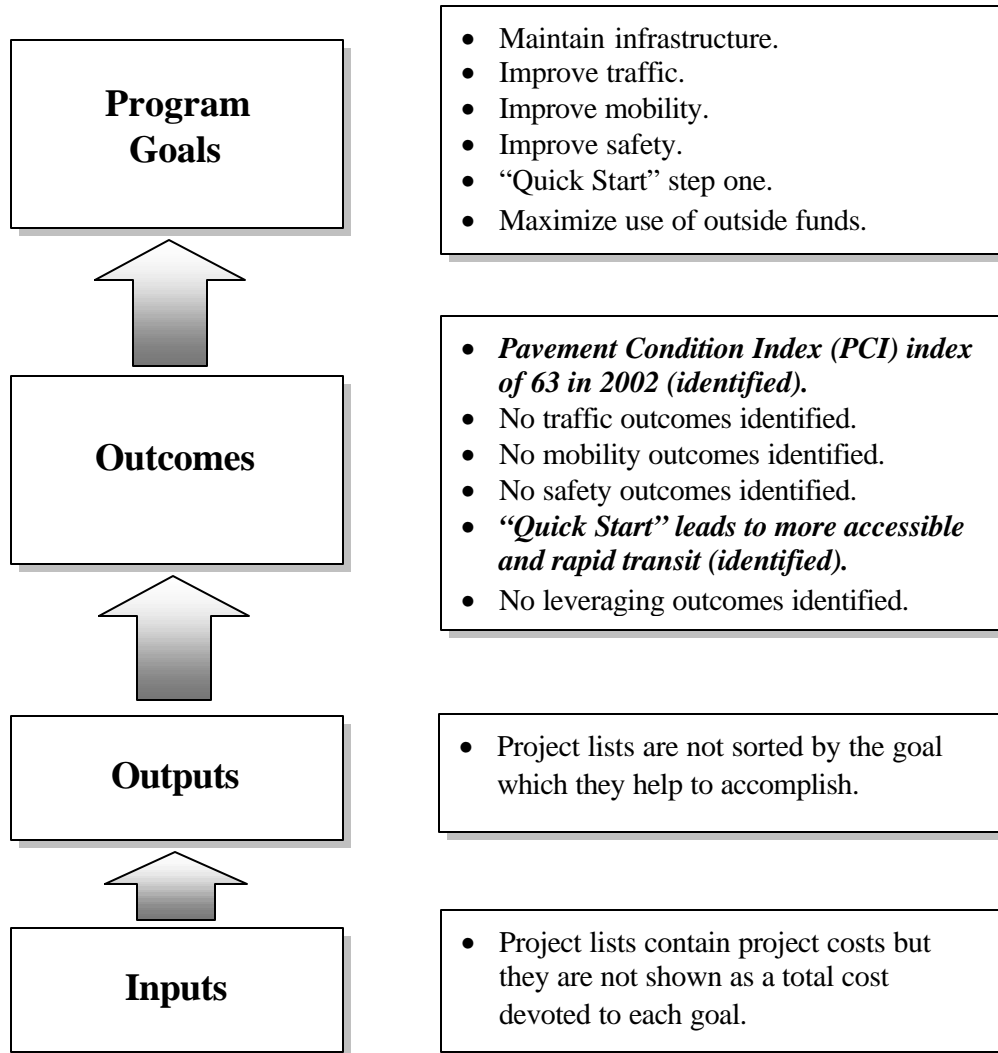 Program
Goals
• Maintain infrastructure.
• Improve traffic.
• Improve mobility.
• Improve safety.
• “Quick Start” step one.
• Maximize use of outside funds.
Outcomes
• Pavement Condition Index (PCI) index
of 63 in 2002 (identified).
• No traffic outcomes identified.
• No mobility outcomes identified.
• No safety outcomes identified.
• “Quick Start” leads to more accessible
and rapid transit (identified).
• No leveraging outcomes identified.
Outputs
• Project lists are not sorted by the goal
which they help to accomplish.
Inputs
• Project lists contain project costs but
they are not shown as a total cost
devoted to each goal.